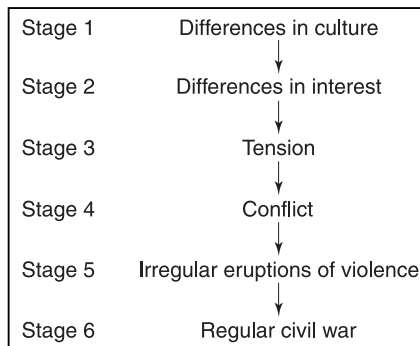 Stage 1 Differences in culture
Stage 2 Differences in interest
Stage 3 Tension
Stage 4 Conflict
Stage 5 Irregular eruptions of violence
Stage 6 Regular civil war